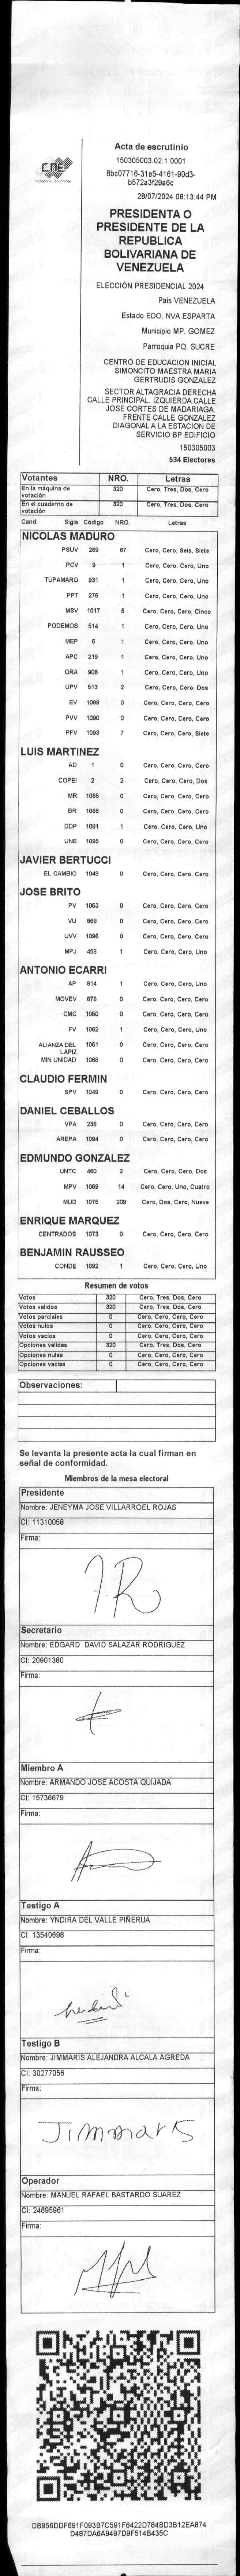 CNE
Acta de escrutinio
150305003.02.1.0001
8bc07716-31e5-4161-90d3-
b572a3f29a6c
28/07/2024 08:13:44 PM
PRESIDENTA O
PRESIDENTE DE LA
REPUBLICA
BOLIVARIANA DE
VENEZUELA
ELECCIÓN PRESIDENCIAL 2024
Pais VENEZUELA
Estado EDO. NVA.ESPARTA
Municipio MP. GOMEZ
Parroquia PQ. SUCRE
CENTRO DE EDUCACION INICIAL
SIMONCITO MAESTRA MARIA
GERTRUDIS GONZALEZ
SECTOR ALTAGRACIA DERECHA
CALLE PRINCIPAL. IZQUIERDA CALLE
JOSE CORTES DE MADARIAGA.
FRENTE CALLE GONZALEZ
DIAGONAL A LA ESTACION DE
SERVICIO BP EDIFICIO
150305003
534 Electores
Votantes NRO. Letras
En la máquina de votación 320 Cero, Tres, Dos, Cero
En el cuaderno de votación 320 Cero, Tres, Dos, Cero
Cand. Sigla Código NRO. Letras
NICOLAS MADURO
PSUV 269 67 Cero, Cero, Seis, Siete
PCV 9 1 Cero, Cero, Cero, Uno
TUPAMARO 931 1 Cero, Cero, Cero, Uno
PPT 276 1 Cero, Cero, Cero, Uno
MSV 1017 5 Cero, Cero, Cero, Cinco
PODEMOS 514 1 Cero, Cero, Cero, Uno
MEP 6 1 Cero, Cero, Cero, Uno
APC 219 1 Cero, Cero, Cero, Uno
ORA 906 1 Cero, Cero, Cero, Uno
UPV 513 2 Cero, Cero, Cero, Dos
EV 1089 0 Cero, Cero, Cero, Cero
PVV 1090 0 Cero, Cero, Cero, Cero
PFV 1093 7 Cero, Cero, Cero, Siete
LUIS MARTINEZ
AD 1 0 Cero, Cero, Cero, Cero
COPEI 2 2 Cero, Cero, Cero, Dos
MR 1065 0 Cero, Cero, Cero, Cero
BR 1066 0 Cero, Cero, Cero, Cero
DDP 1091 1 Cero, Cero, Cero, Uno
UNE 1095 0 Cero, Cero, Cero, Cero
JAVIER BERTUCCI
EL CAMBIO 1048 0 Cero, Cero, Cero, Cero
JOSE BRITO
PV 1053 0 Cero, Cero, Cero, Cero
VU 868 0 Cero, Cero, Cero, Cero
UVV 1096 0 Cero, Cero, Cero, Cero
MPJ 458 1 Cero, Cero, Cero, Uno
ANTONIO ECARRI
AP 814 1 Cero, Cero, Cero, Uno
MOVEV 878 0 Cero, Cero, Cero, Cero
CMC 1050 0 Cero, Cero, Cero, Cero
FV 1062 1 Cero, Cero, Cero, Uno
ALIANZA DEL LAPIZ 1051 0 Cero, Cero, Cero, Cero
MIN UNIDAD 1088 0 Cero, Cero, Cero, Cero
CLAUDIO FERMIN
SPV 1049 0 Cero, Cero, Cero, Cero
DANIEL CEBALLOS
VPA 236 0 Cero, Cero, Cero, Cero
AREPA 1094 0 Cero, Cero, Cero, Cero
EDMUNDO GONZALEZ
UNTC 460 2 Cero, Cero, Cero, Dos
MPV 1069 14 Cero, Cero, Uno, Cuatro
MUD 1075 209 Cero, Dos, Cero, Nueve
ENRIQUE MARQUEZ
CENTRADOS 1073 0 Cero, Cero, Cero, Cero
BENJAMIN RAUSSEO
CONDE 1092 1 Cero, Cero, Cero, Uno
Resumen de votos
Votos 320 Cero, Tres, Dos, Cero
Votos validos 320 Cero, Tres, Dos, Cero
Votos parciales 0 Cero, Cero, Cero, Cero
Votos nulos 0 Cero, Cero, Cero, Cero
Votos vacios 0 Cero, Cero, Cero, Cero
Opciones validas 320 Cero, Tres, Dos, Cero
Opciones nulas 0 Cero, Cero, Cero, Cero
Opciones vacias 0 Cero, Cero, Cero, Cero
Observaciones:
Se levanta la presente acta la cual firman en
señal de conformidad.
Miembros de la mesa electoral
Presidente
Nombre: JENEYMA JOSE VILLARROEL ROJAS
CI: 11310058
Firma:
Secretario
Nombre: EDGARD DAVID SALAZAR RODRIGUEZ
CI: 20901380
Firma:
Miembro A
Nombre: ARMANDO JOSE ACOSTA QUIJADA
CI: 15736679
Firma:
Testigo A
Nombre: YNDIRA DEL VALLE PIÑERUA
CI: 13540698
Firma:
Testigo B
Nombre: JIMMARIS ALEJANDRA ALCALA AGREDA
CI: 30277056
Firma:
Jimmaris
Operador
Nombre: MANUEL RAFAEL BASTARDO SUAREZ
CI: 24695961
Firma:
DB956DDF691F093B7C591F6422D784BD3B12EA874
D487DA6A9497D9F514B435C